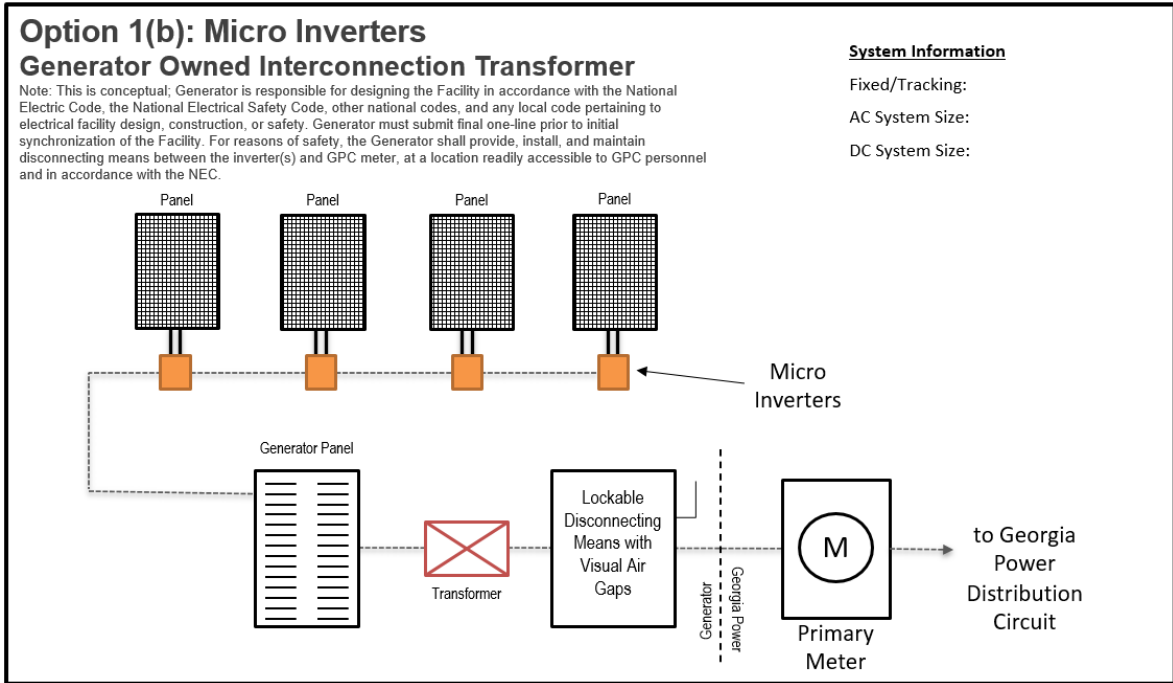 Option 1(b): Micro Inverters
Generator Owned Interconnection Transformer
Note: This is conceptual; Generator is responsible for designing the Facility in accordance with the National
Electric Code, the National Electrical Safety Code, other national codes, and any local code pertaining to
electrical facility design, construction, or safety. Generator must submit final one-line prior to initial
synchronization of the Facility. For reasons of safety, the Generator shall provide, install, and maintain
disconnecting means between the inverter(s) and GPC meter, at a location readily accessible to GPC personnel
and in accordance with the NEC.
System Information
Fixed/Tracking:
AC System Size:
DC System Size:
Panel
Panel
Panel
Panel
Micro
Inverters
Generator Panel
Transformer
Lockable
Disconnecting
Means with
Visual Air
Gaps
Generator
Georgia Power
M
Primary
Meter
to Georgia
Power
Distribution
Circuit